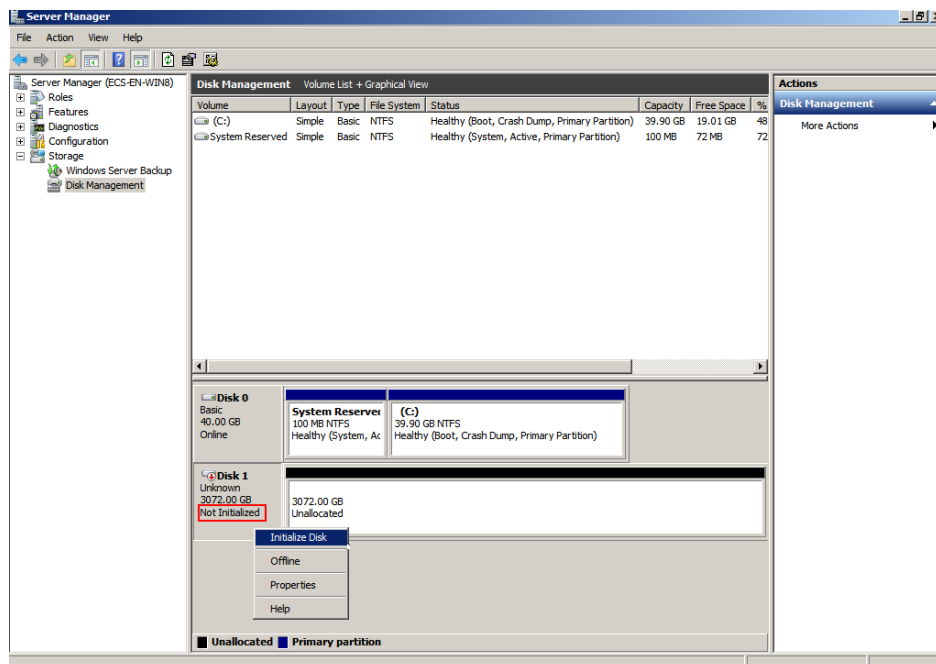 Server Manager
File Action View Help
Server Manager (ECS-EN-WIN8)
Roles
Features
Diagnostics
Configuration
Storage
Windows Server Backup
Disk Management
Disk Management Volume List + Graphical View
Volume Layout Type File System Status Capacity Free Space %
(C:) Simple Basic NTFS Healthy (Boot, Crash Dump, Primary Partition) 39.90 GB 19.01 GB 48
System Reserved Simple Basic NTFS Healthy (System, Active, Primary Partition) 100 MB 72 MB 72
Disk 0
Basic
40.00 GB
Online
System Reserve
100 MB NTFS
Healthy (System, Ac
(C:)
39.90 GB NTFS
Healthy (Boot, Crash Dump, Primary Partition)
Disk 1
Unknown
3072.00 GB
Not Initialized
3072.00 GB
Unallocated
Initialize Disk
Offline
Properties
Help
Unallocated Primary partition
Actions
Disk Management
More Actions